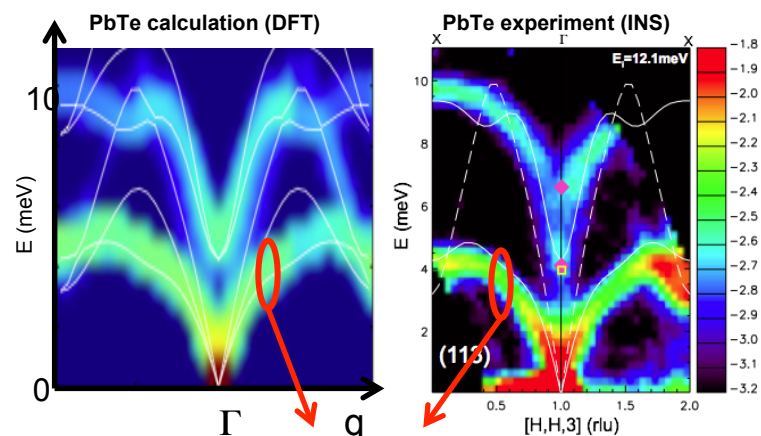 PbTe calculation (DFT)
PbTe experiment (INS)
X
Γ
X
E (meV)
10
0
Γ
q
E (meV)
10
8
6
4
2
Ei=12.1meV
(113)
0.5
1.0
1.5
2.0
[H,H,3] (rlu)
-1.8
-1.9
-2.0
-2.1
-2.2
-2.3
-2.4
-2.5
-2.6
-2.7
-2.8
-2.9
-3.0
-3.1
-3.2